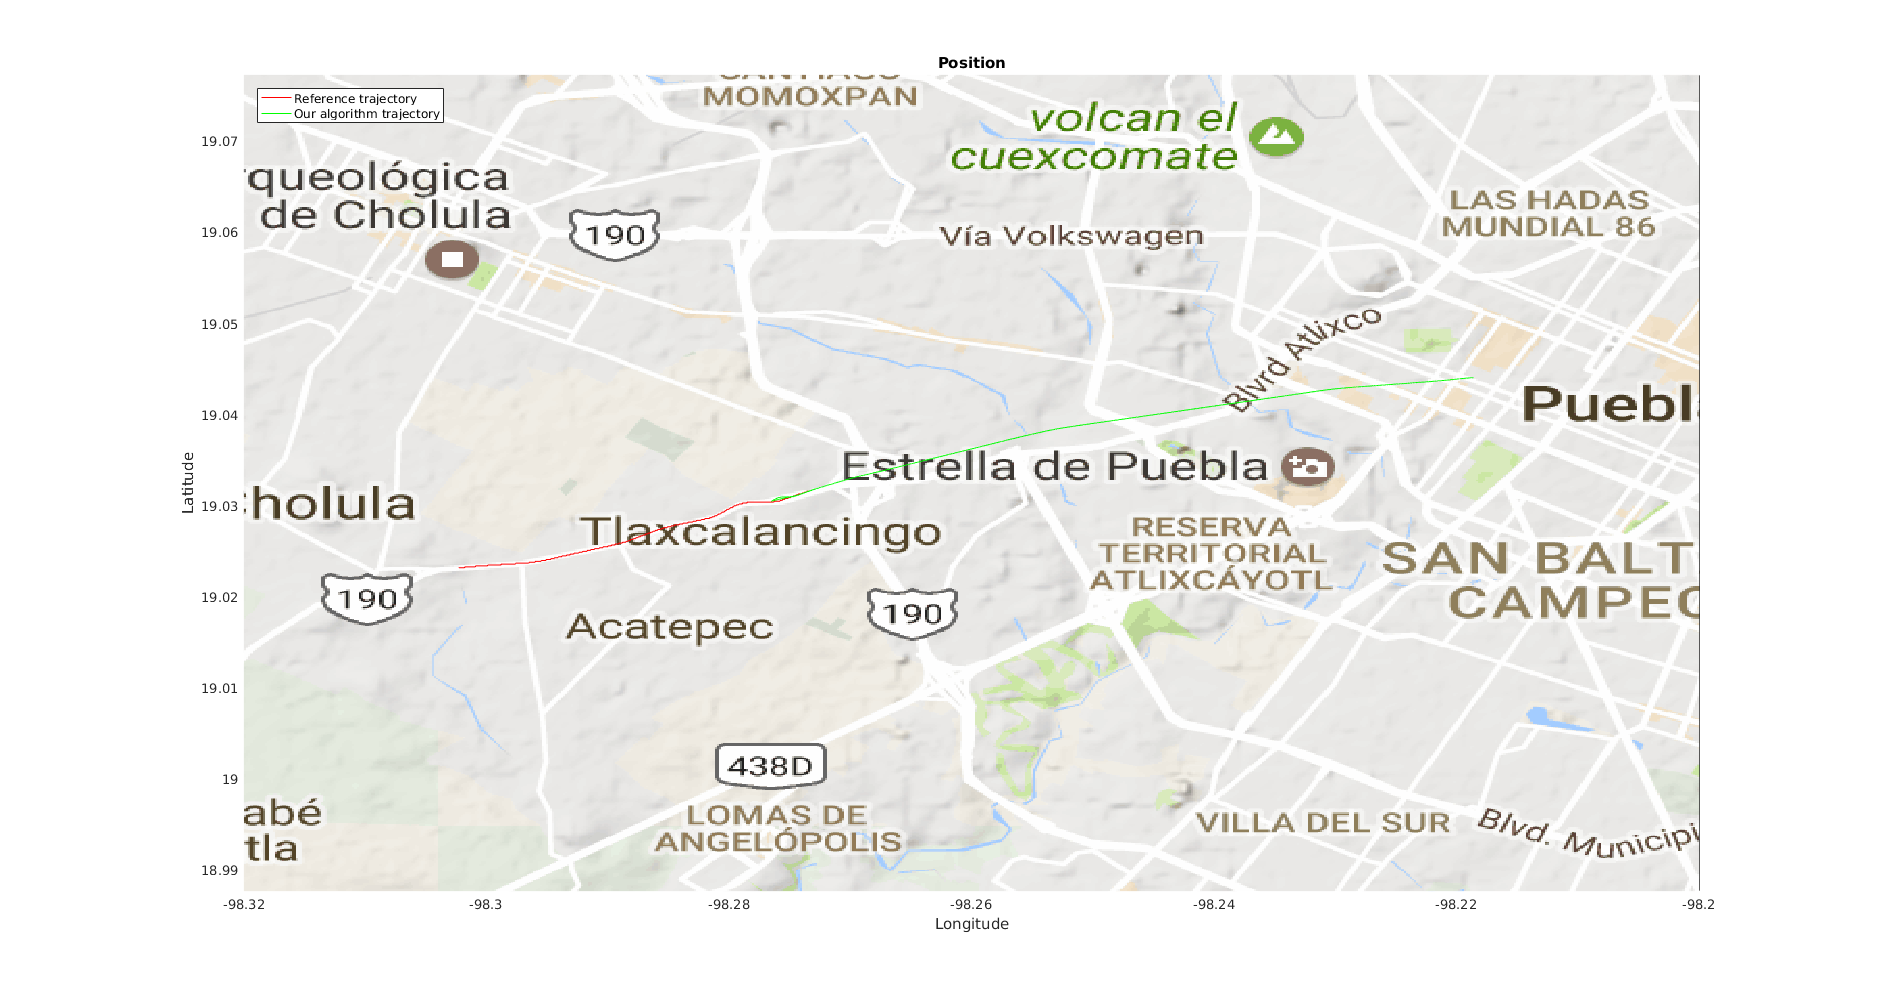 Position
Reference trajectory
Our algorithm trajectory
SANTIAGO
MOMOXPAN
volcan el
cuexcomate
rqueológica
de Cholula
190
Vía Volkswagen
LAS HADAS
MUNDIAL 86
Blvrd Atlixco
Puebla
Estrella de Puebla
Cholula
Tlaxcalancingo
RESERVA
TERRITORIAL
ATLIXCÁYOTL
SAN BALT
CAMPEC
190
190
Acatepec
438D
abé
tla
LOMAS DE
ANGELÓPOLIS
VILLA DEL SUR
Blvd. Municipi
Latitude
19.07
19.06
19.05
19.04
19.03
19.02
19.01
19
18.99
-98.32
-98.3
-98.28
-98.26
-98.24
-98.22
-98.2
Longitude